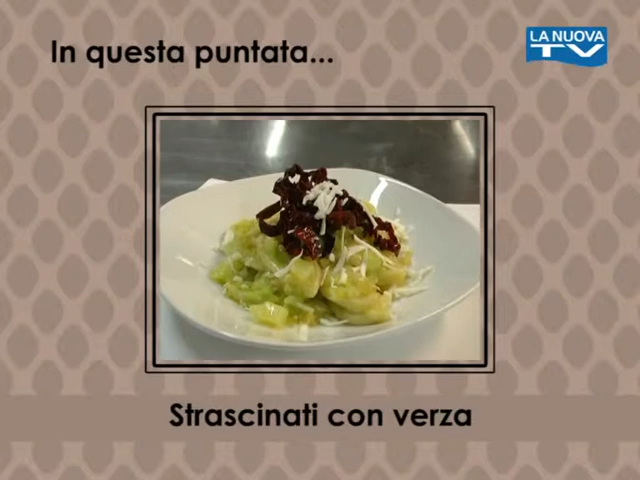 In questa puntata...
LA NUOVA
TV
Strascinati con verza